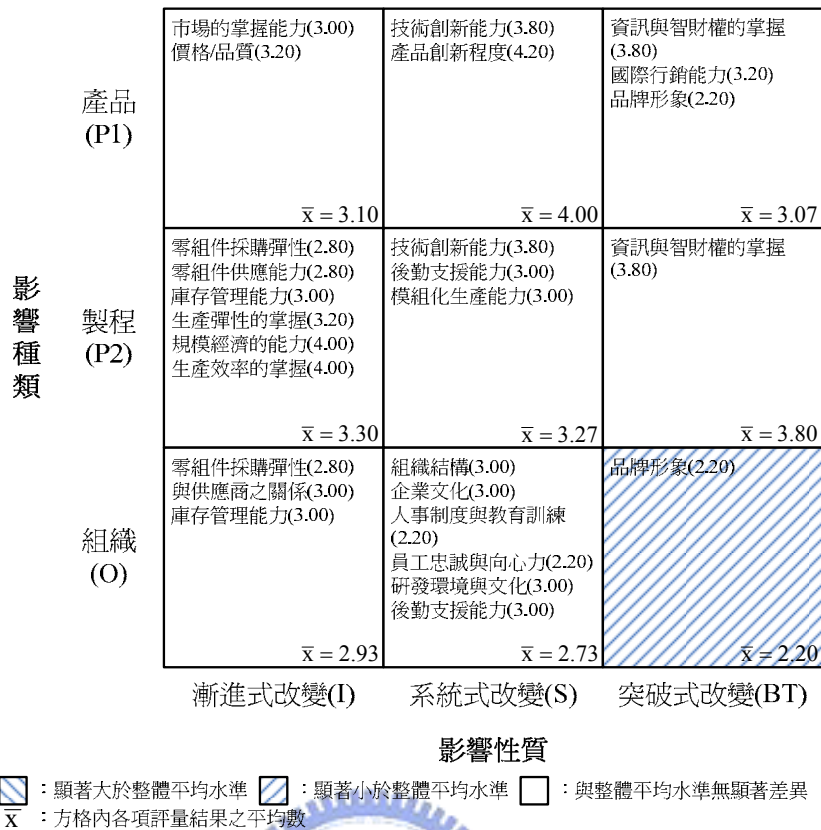 市場的掌握能力(3.00)
價格/品質(3.20)
x̄ = 3.10
技術創新能力(3.80)
產品創新程度(4.20)
x̄ = 4.00
資訊與智財權的掌握
(3.80)
國際行銷能力(3.20)
品牌形象(2.20)
x̄ = 3.07
產品
(P1)
零組件採購彈性(2.80)
零組件供應能力(2.80)
庫存管理能力(3.00)
生產彈性的掌握(3.20)
規模經濟的能力(4.00)
生產效率的掌握(4.00)
x̄ = 3.30
技術創新能力(3.80)
後勤支援能力(3.00)
模組化生產能力(3.00)
x̄ = 3.27
資訊與智財權的掌握
(3.80)
x̄ = 3.80
影響種類
製程
(P2)
零組件採購彈性(2.80)
與供應商之關係(3.00)
庫存管理能力(3.00)
x̄ = 2.93
組織結構(3.00)
企業文化(3.00)
人事制度與教育訓練
(2.20)
員工忠誠與向心力(2.20)
研發環境與文化(3.00)
後勤支援能力(3.00)
x̄ = 2.73
品牌形象(2.20)
x̄ = 2.20
組織
(O)
漸進式改變(I) 系統式改變(S) 突破式改變(BT)
影響性質
：顯著大於整體平均水準 ：顯著小於整體平均水準 ：與整體平均水準無顯著差異
x̄ ：方格內各項評量結果之平均數